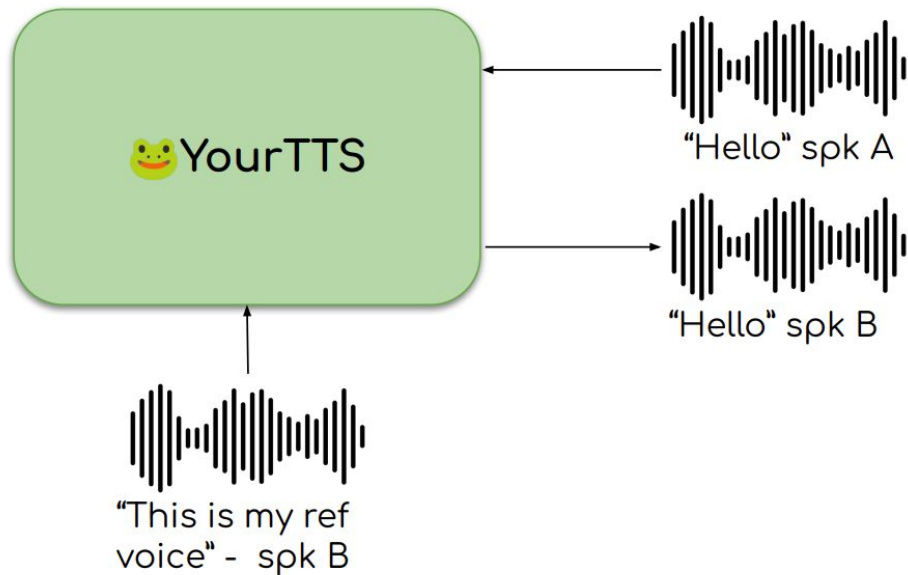 🐸YourTTS
“Hello” spk A
“Hello” spk B
“This is my ref
voice” - spk B